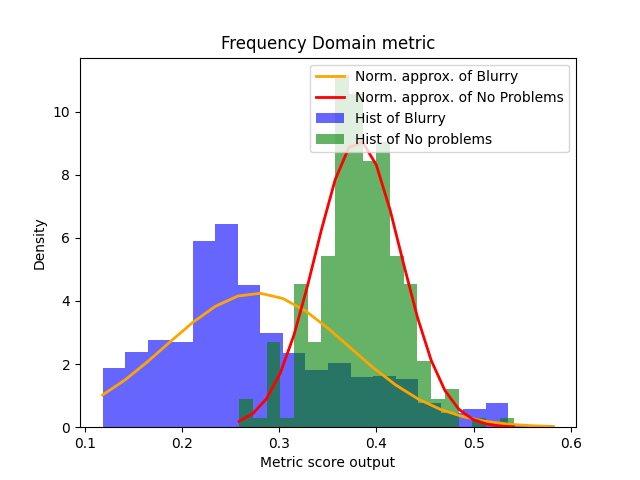 Frequency Domain metric
Norm. approx. of Blurry
Norm. approx. of No Problems
Hist of Blurry
Hist of No problems
Density
10
8
6
4
2
0
0.1 0.2 0.3 0.4 0.5 0.6
Metric score output